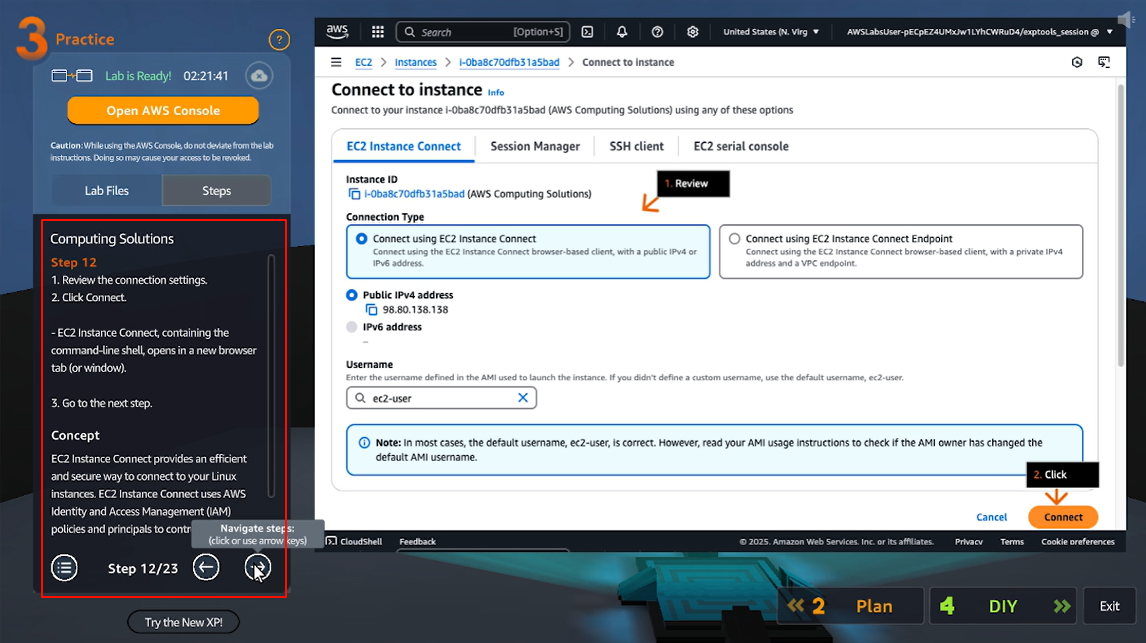 3 Practice
?
Lab is Ready! 02:21:41
Open AWS Console
Caution: While using the AWS Console, do not deviate from the lab
instructions. Doing so may cause your access to be revoked.
Lab Files
Steps
Computing Solutions
Step 12
1. Review the connection settings.
2. Click Connect.
- EC2 Instance Connect, containing the
command-line shell, opens in a new browser
tab (or window).
3. Go to the next step.
Concept
EC2 Instance Connect provides an efficient
and secure way to connect to your Linux
instances. EC2 Instance Connect uses AWS
Identity and Access Management (IAM)
policies and principals to
Navigate steps:
(click or use arrow keys)
Step 12/23
Try the New XP!
aws
Search
[Option+S]
United States (N. Virg
AWSLabsUser-pECpEZ4UMxJw1LYhCWRuD4/exptools_session @
EC2 > Instances > i-0ba8c70dfb31a5bad > Connect to instance
Connect to instance Info
Connect to your instance i-0ba8c70dfb31a5bad (AWS Computing Solutions) using any of these options
EC2 Instance Connect
Session Manager
SSH client
EC2 serial console
Instance ID
i-0ba8c70dfb31a5bad (AWS Computing Solutions)
1. Review
Connection Type
Connect using EC2 Instance Connect
Connect using the EC2 Instance Connect browser-based client, with a public IPv4 or
IPv6 address.
Connect using EC2 Instance Connect Endpoint
Connect using the EC2 Instance Connect browser-based client, with a private IPv4
address and a VPC endpoint.
Public IPv4 address
98.80.138.138
IPv6 address
–
Username
Enter the username defined in the AMI used to launch the instance. If you didn't define a custom username, use the default username, ec2-user.
ec2-user
Note: In most cases, the default username, ec2-user, is correct. However, read your AMI usage instructions to check if the AMI owner has changed the
default AMI username.
2. Click
Cancel
Connect
CloudShell
Feedback
© 2025, Amazon Web Services, Inc. or its affiliates.
Privacy
Terms
Cookie preferences
2 Plan
4 DIY
Exit